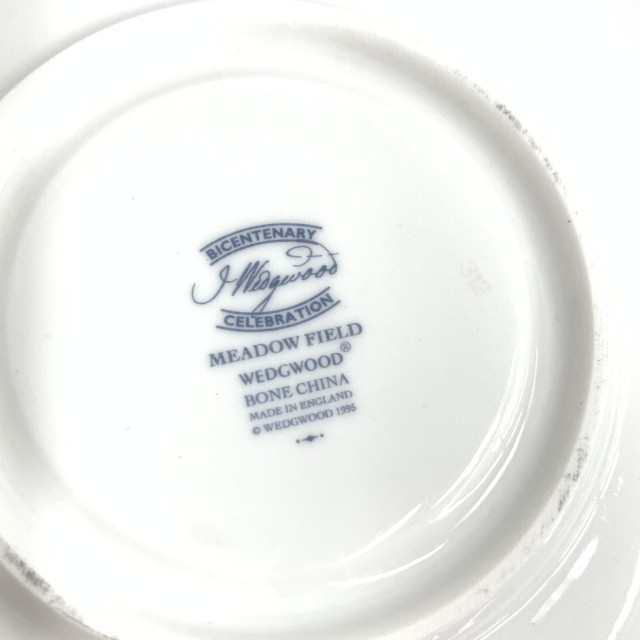 BICENTENARY
J Wedgwood
CELEBRATION
MEADOW FIELD
WEDGWOOD®
BONE CHINA
MADE IN ENGLAND
© WEDGWOOD 1995